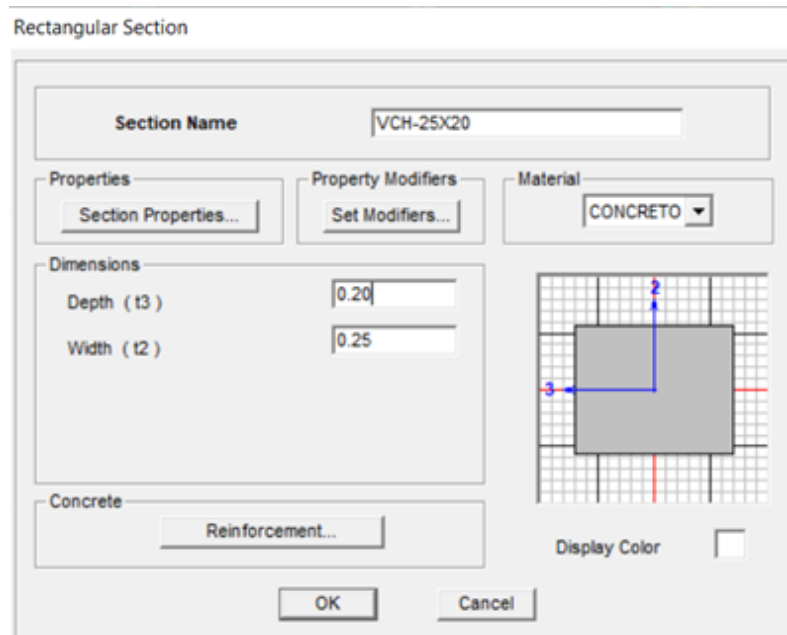 Rectangular Section
Section Name VCH-25X20
Properties Property Modifiers Material
Section Properties... Set Modifiers... CONCRETO
Dimensions
Depth ( t3 ) 0.20
Width ( t2 ) 0.25
2
3
Concrete
Reinforcement...
Display Color
OK Cancel